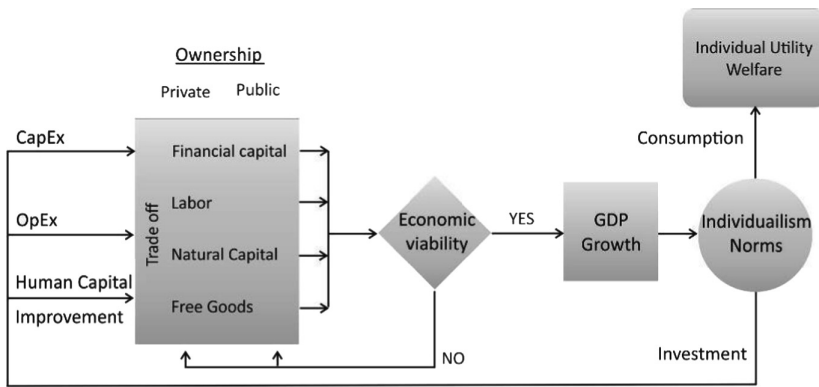 Ownership
Private Public
CapEx
OpEx
Human Capital
Improvement
Trade off
Financial capital
Labor
Natural Capital
Free Goods
Economic
viability
YES
NO
GDP
Growth
Individuailism
Norms
Consumption
Individual Utility
Welfare
Investment